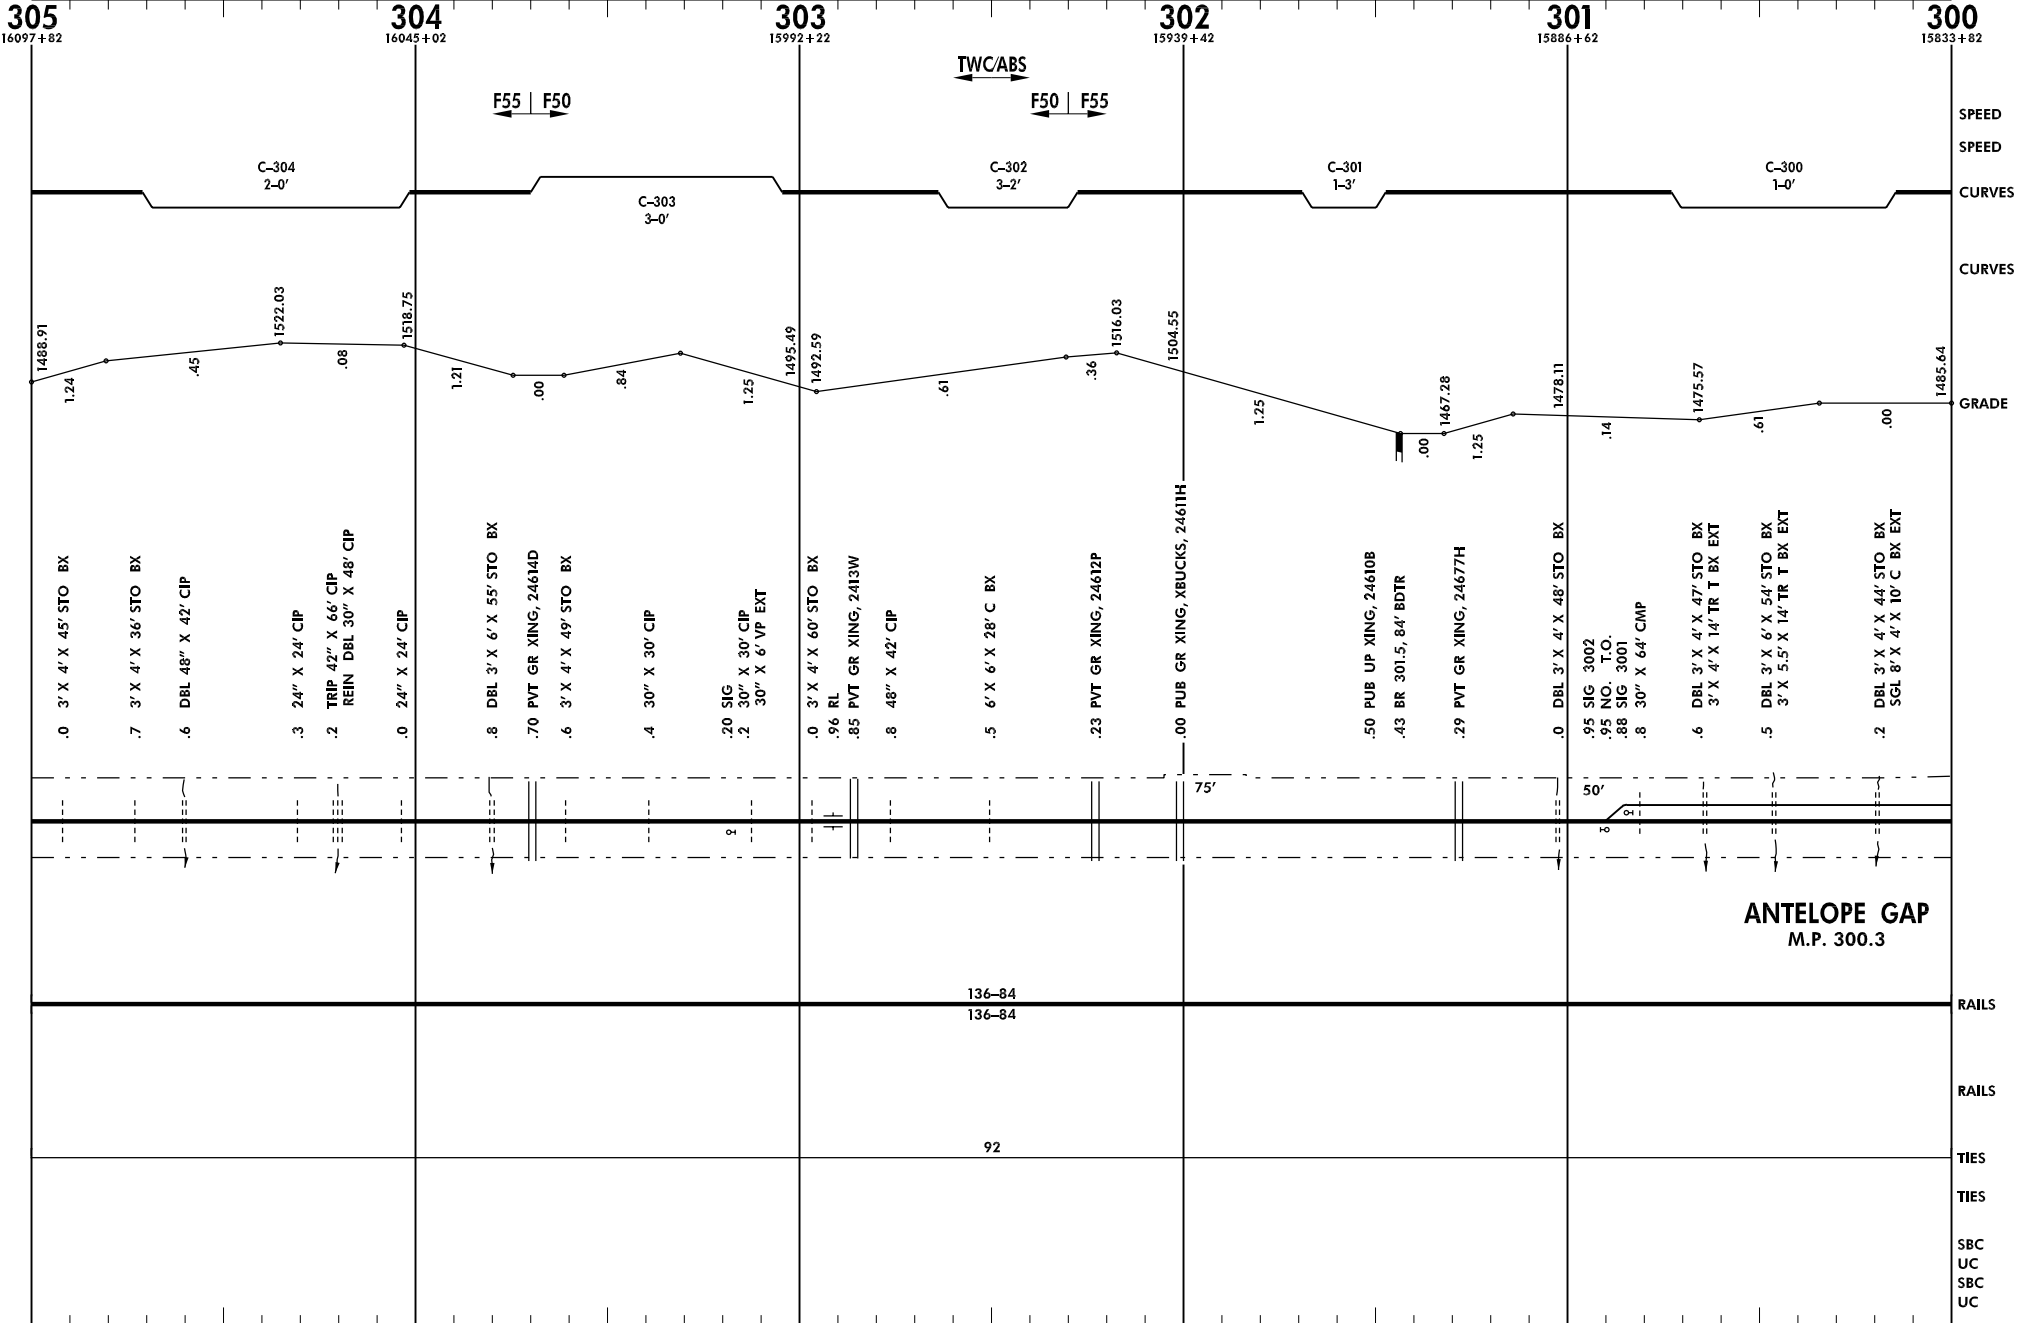 305 304 303 302 301 300
16097+82 16045+02 15992+22 15939+42 15886+62 15833+82
TWC/ABS
F55 F50 F50 F55
SPEED
SPEED
C–304
2–0′
C–303
3–0′
C–302
3–2′
C–301
1–3′
C–300
1–0′
CURVES
CURVES
1488.91
1.24
.45
1522.03
.08
1518.75
1.21
.00
.84
1.25
1495.49
1492.59
.61
.36
1516.03
1504.55
1.25
.00
1467.28
1.25
1478.11
.14
1475.57
.61
.00
1485.64
GRADE
.0 3′ X 4′ X 45′ STO BX
.7 3′ X 4′ X 36′ STO BX
.6 DBL 48″ X 42′ CIP
.3 24″ X 24′ CIP
.2 TRIP 42″ X 66′ CIP
REIN DBL 30″ X 48′ CIP
.0 24″ X 24′ CIP
.8 DBL 3′ X 6′ X 55′ STO BX
.70 PVT GR XING, 24614D
.6 3′ X 4′ X 49′ STO BX
.4 30″ X 30′ CIP
.20 SIG
.2 30″ X 30′ CIP
30″ X 6′ VP EXT
.0 3′ X 4′ X 60′ STO BX
.96 RL
.85 PVT GR XING, 2413W
.8 48″ X 42′ CIP
.5 6′ X 6′ X 28′ C BX
.23 PVT GR XING, 24612P
.00 PUB GR XING, XBUCKS, 24611H
.50 PUB UP XING, 24610B
.43 BR 301.5, 84′ BDTR
.29 PVT GR XING, 24677H
.0 DBL 3′ X 4′ X 48′ STO BX
.95 SIG 3002
.95 NO. T.O.
.88 SIG 3001
.8 30″ X 64′ CMP
.6 DBL 3′ X 4′ X 47′ STO BX
3′ X 4′ X 14′ TR T BX EXT
.5 DBL 3′ X 6′ X 54′ STO BX
3′ X 5.5′ X 14′ TR T BX EXT
.2 DBL 3′ X 4′ X 44′ STO BX
SGL 8′ X 4′ X 10′ C BX EXT
75′ 50′
ANTELOPE GAP
M.P. 300.3
136–84
136–84
RAILS
RAILS
92
TIES
TIES
SBC
UC
SBC
UC